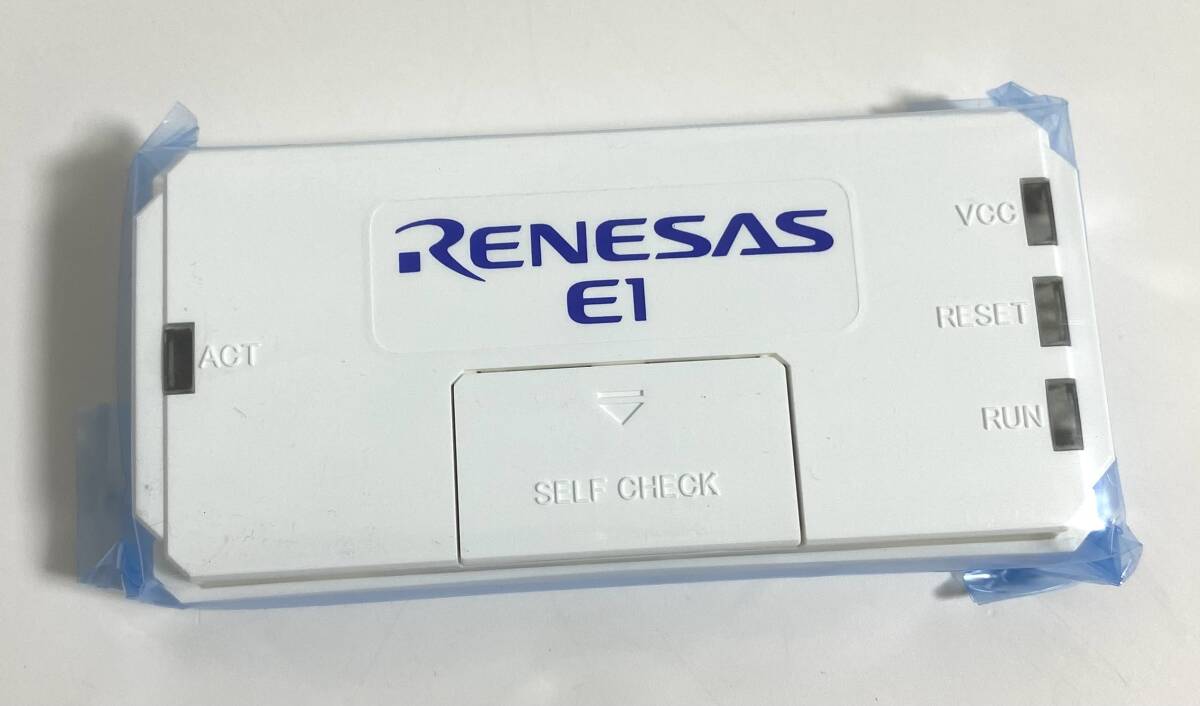 RENESAS
E1
VCC
RESET
RUN
ACT
SELF CHECK